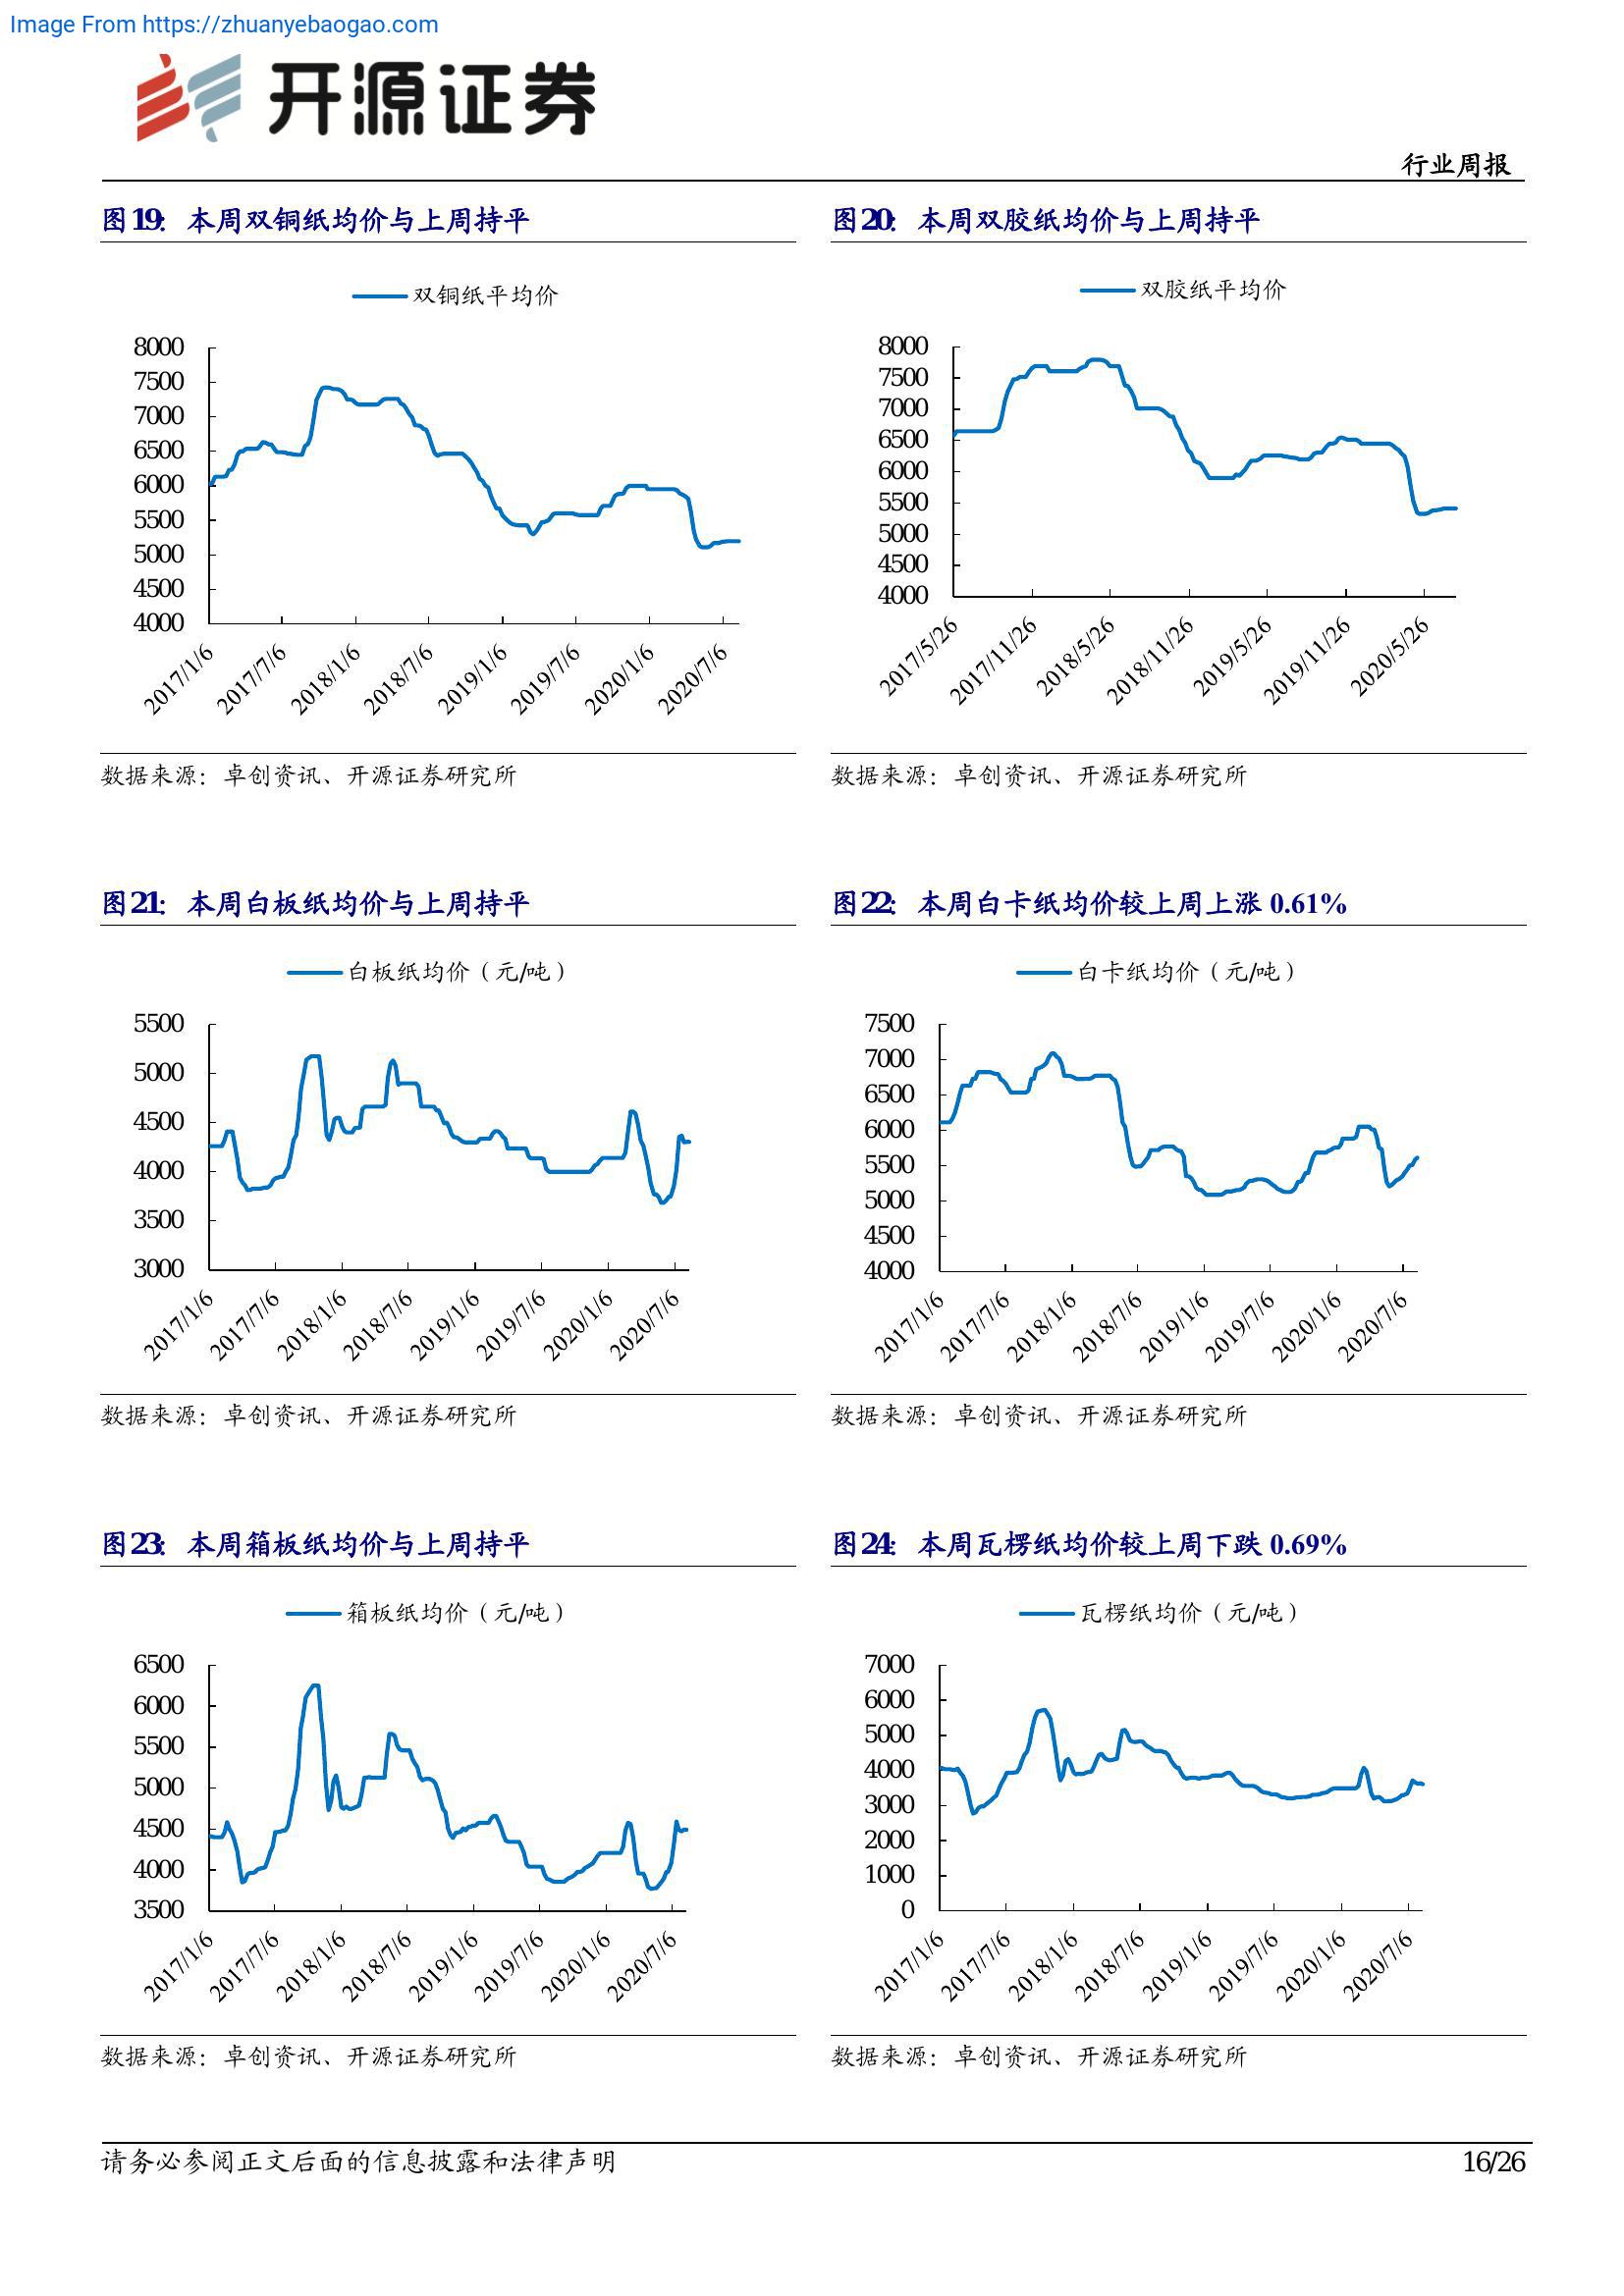 Image From https://zhuanyebaogao.com
开源证券
行业周报
图19： 本周双铜纸均价与上周持平
双铜纸平均价
8000
7500
7000
6500
6000
5500
5000
4500
4000
2017/1/6 2017/7/6 2018/1/6 2018/7/6 2019/1/6 2019/7/6 2020/1/6 2020/7/6
数据来源：卓创资讯、开源证券研究所
图20： 本周双胶纸均价与上周持平
双胶纸平均价
8000
7500
7000
6500
6000
5500
5000
4500
4000
2017/5/26 2017/11/26 2018/5/26 2018/11/26 2019/5/26 2019/11/26 2020/5/26
数据来源：卓创资讯、开源证券研究所
图21： 本周白板纸均价与上周持平
白板纸均价（元/吨）
5500
5000
4500
4000
3500
3000
2017/1/6 2017/7/6 2018/1/6 2018/7/6 2019/1/6 2019/7/6 2020/1/6 2020/7/6
数据来源：卓创资讯、开源证券研究所
图22： 本周白卡纸均价较上周上涨 0.61%
白卡纸均价（元/吨）
7500
7000
6500
6000
5500
5000
4500
4000
2017/1/6 2017/7/6 2018/1/6 2018/7/6 2019/1/6 2019/7/6 2020/1/6 2020/7/6
数据来源：卓创资讯、开源证券研究所
图23： 本周箱板纸均价与上周持平
箱板纸均价（元/吨）
6500
6000
5500
5000
4500
4000
3500
2017/1/6 2017/7/6 2018/1/6 2018/7/6 2019/1/6 2019/7/6 2020/1/6 2020/7/6
数据来源：卓创资讯、开源证券研究所
图24： 本周瓦楞纸均价较上周下跌 0.69%
瓦楞纸均价（元/吨）
7000
6000
5000
4000
3000
2000
1000
0
2017/1/6 2017/7/6 2018/1/6 2018/7/6 2019/1/6 2019/7/6 2020/1/6 2020/7/6
数据来源：卓创资讯、开源证券研究所
请务必参阅正文后面的信息披露和法律声明
16/26